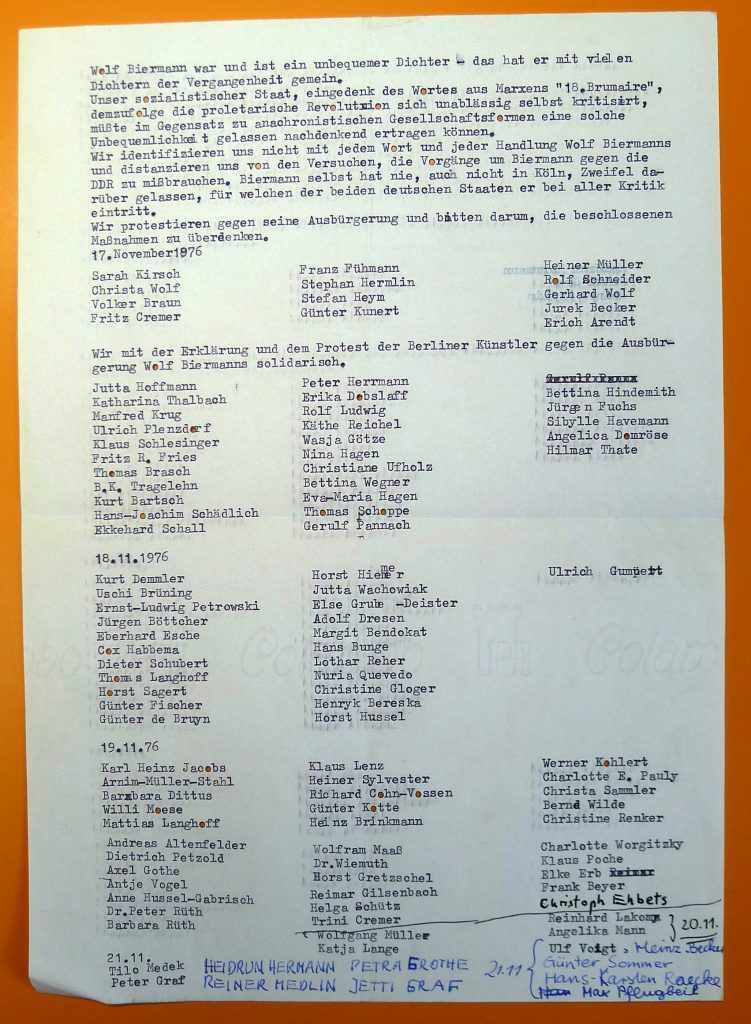 Wolf Biermann war und ist ein unbequemer Dichter - das hat er mit vielen
Dichtern der Vergangenheit gemein.
Unser sozialistischer Staat, eingedenk des Wortes aus Marxens "18.Brumaire",
demzufolge die proletarische Revolution sich unablässig selbst kritisiert,
müßte im Gegensatz zu anachronistischen Gesellschaftsformen eine solche
Unbequemlichkeit gelassen nachdenkend ertragen können.
Wir identifizieren uns nicht mit jedem Wort und jeder Handlung Wolf Biermanns
und distanzieren uns von den Versuchen, die Vorgänge um Biermann gegen die
DDR zu mißbrauchen. Biermann selbst hat nie, auch nicht in Köln, Zweifel da-
rüber gelassen, für welchen der beiden deutschen Staaten er bei aller Kritik
eintritt.
Wir protestieren gegen seine Ausbürgerung und bitten darum, die beschlossenen
Maßnahmen zu überdenken.
17.November1976
Sarah Kirsch
Christa Wolf
Volker Braun
Fritz Cremer
Franz Fühmann
Stephan Hermlin
Stefan Heym
Günter Kunert
Heiner Müller
Rolf Schneider
Gerhard Wolf
Jurek Becker
Erich Arendt
Wir mit der Erklärung und dem Protest der Berliner Künstler gegen die Ausbür-
gerung Wolf Biermanns solidarisch.
Jutta Hoffmann
Katharina Thalbach
Manfred Krug
Ulrich Plenzdorf
Klaus Schlesinger
Fritz R. Fries
Thomas Brasch
B.K. Tragelehn
Kurt Bartsch
Hans-Joachim Schädlich
Ekkehard Schall
Peter Herrmann
Erika Dobslaff
Rolf Ludwig
Käthe Reichel
Wasja Götze
Nina Hagen
Christiane Ufholz
Bettina Wegner
Eva-Maria Hagen
Thomas Schoppe
Gerulf Pannach
Bettina Hindemith
Jürgen Fuchs
Sibylle Havemann
Angelica Domröse
Hilmar Thate
18.11.1976
Kurt Demmler
Uschi Brüning
Ernst-Ludwig Petrowski
Jürgen Böttcher
Eberhard Esche
Cox Habbema
Dieter Schubert
Thomas Langhoff
Horst Sagert
Günter Fischer
Günter de Bruyn
Horst Hiemer
Jutta Wachowiak
Else Grube -Deister
Adolf Dresen
Margit Bendokat
Hans Bunge
Lothar Reher
Nuria Quevedo
Christine Gloger
Henryk Bereska
Horst Hussel
Ulrich Gumpert
19.11.76
Karl Heinz Jacobs
Arnim-Müller-Stahl
Barbara Dittus
Willi Moese
Mattias Langhoff
Andreas Altenfelder
Dietrich Petzold
Axel Gothe
Antje Vogel
Anne Hussel-Gabrisch
Dr.Peter Rüth
Barbara Rüth
Klaus Lenz
Heiner Sylvester
Richard Cohn-Vossen
Günter Kotte
Heinz Brinkmann
Wolfram Maaß
Dr.Wiemuth
Horst Gretzschel
Reimar Gilsenbach
Helga Schütz
Trini Cremer
Wolfgang Müller
Katja Lange
Werner Kohlert
Charlotte E. Pauly
Christa Sammler
Bernd Wilde
Christine Renker
Charlotte Worgitzky
Klaus Poche
Elke Erb
Frank Beyer
Christoph Ehbets
Reinhard Lakomy
Angelika Mann
20.11.
21.11.
Tilo Medek
Peter Graf
HEIDRUN HERMANN PETRA GROTHE
REINER MEDLIN JETTI GRAF
21.11
Ulf Voigt, Heinz Becker
Günter Sommer
Hans-Karsten Raecke
Max Pflugbeil